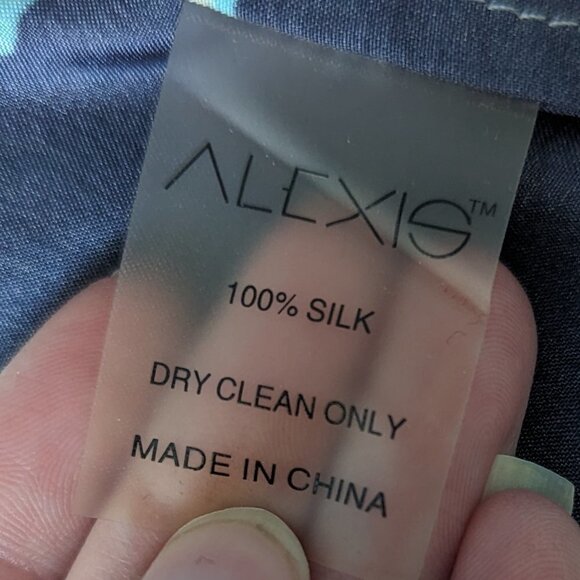 ALEXIS™
100% SILK
DRY CLEAN ONLY
MADE IN CHINA